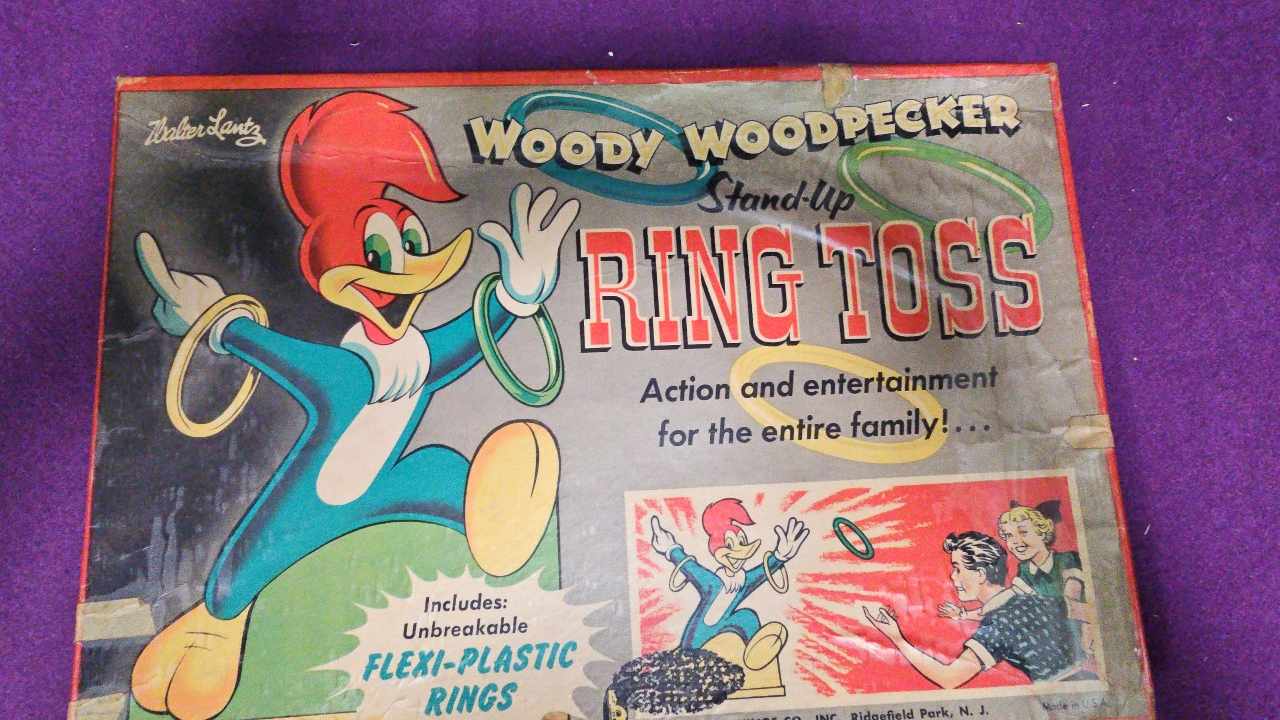 Walter Lantz
WOODY WOODPECKER
Stand-Up
RING TOSS
Action and entertainment
for the entire family!...
Includes:
Unbreakable
FLEXI-PLASTIC
RINGS
CO., INC. Ridgefield Park, N. J.
Made in U.S.A.